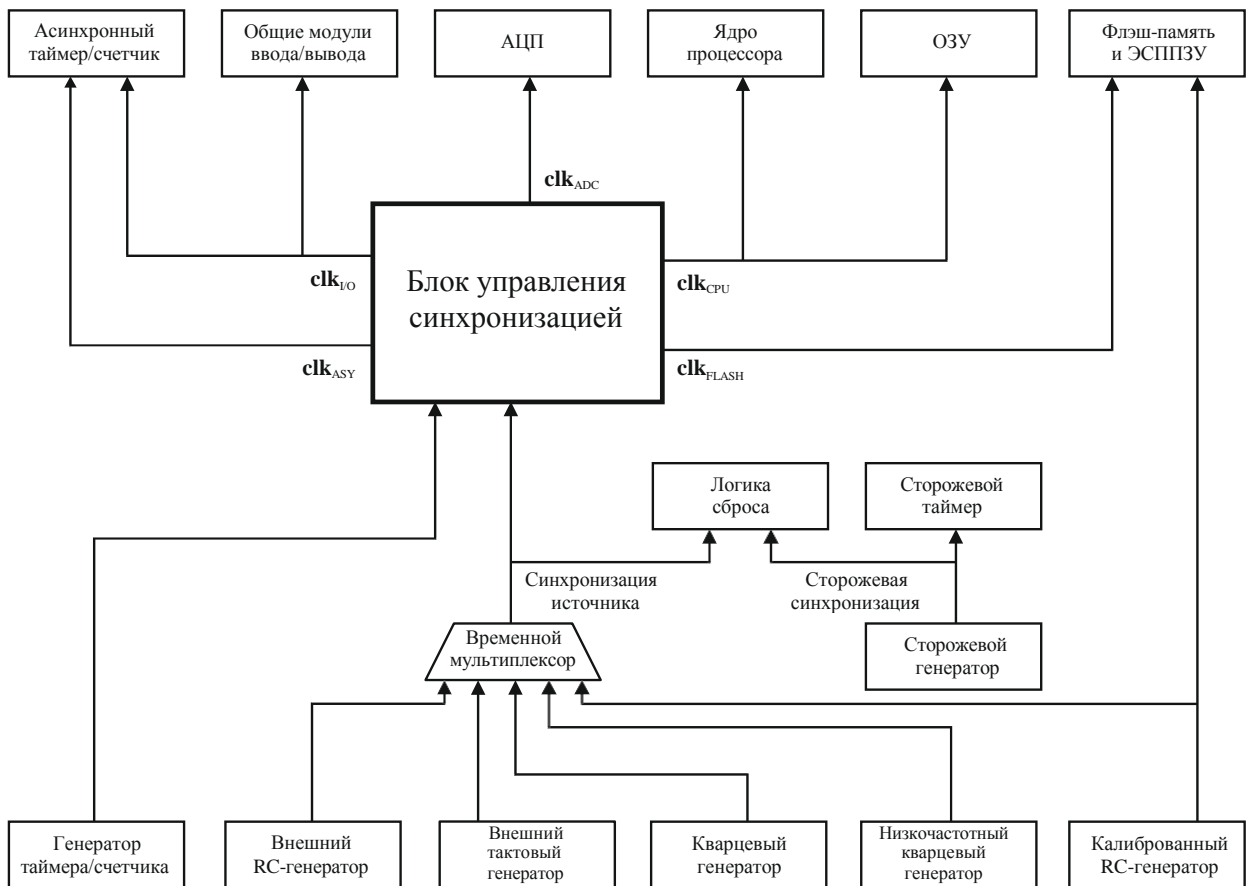 Асинхронный
таймер/счетчик
Общие модули
ввода/вывода
АЦП
Ядро
процессора
ОЗУ
Флэш-память
и ЭСППЗУ
clkADC
clkI/O
clkCPU
Блок управления
синхронизацией
clkASY
clkFLASH
Логика
сброса
Сторожевой
таймер
Синхронизация
источника
Сторожевая
синхронизация
Временной
мультиплексор
Сторожевой
генератор
Генератор
таймера/счетчика
Внешний
RC-генератор
Внешний
тактовый
генератор
Кварцевый
генератор
Низкочастотный
кварцевый
генератор
Калиброванный
RC-генератор